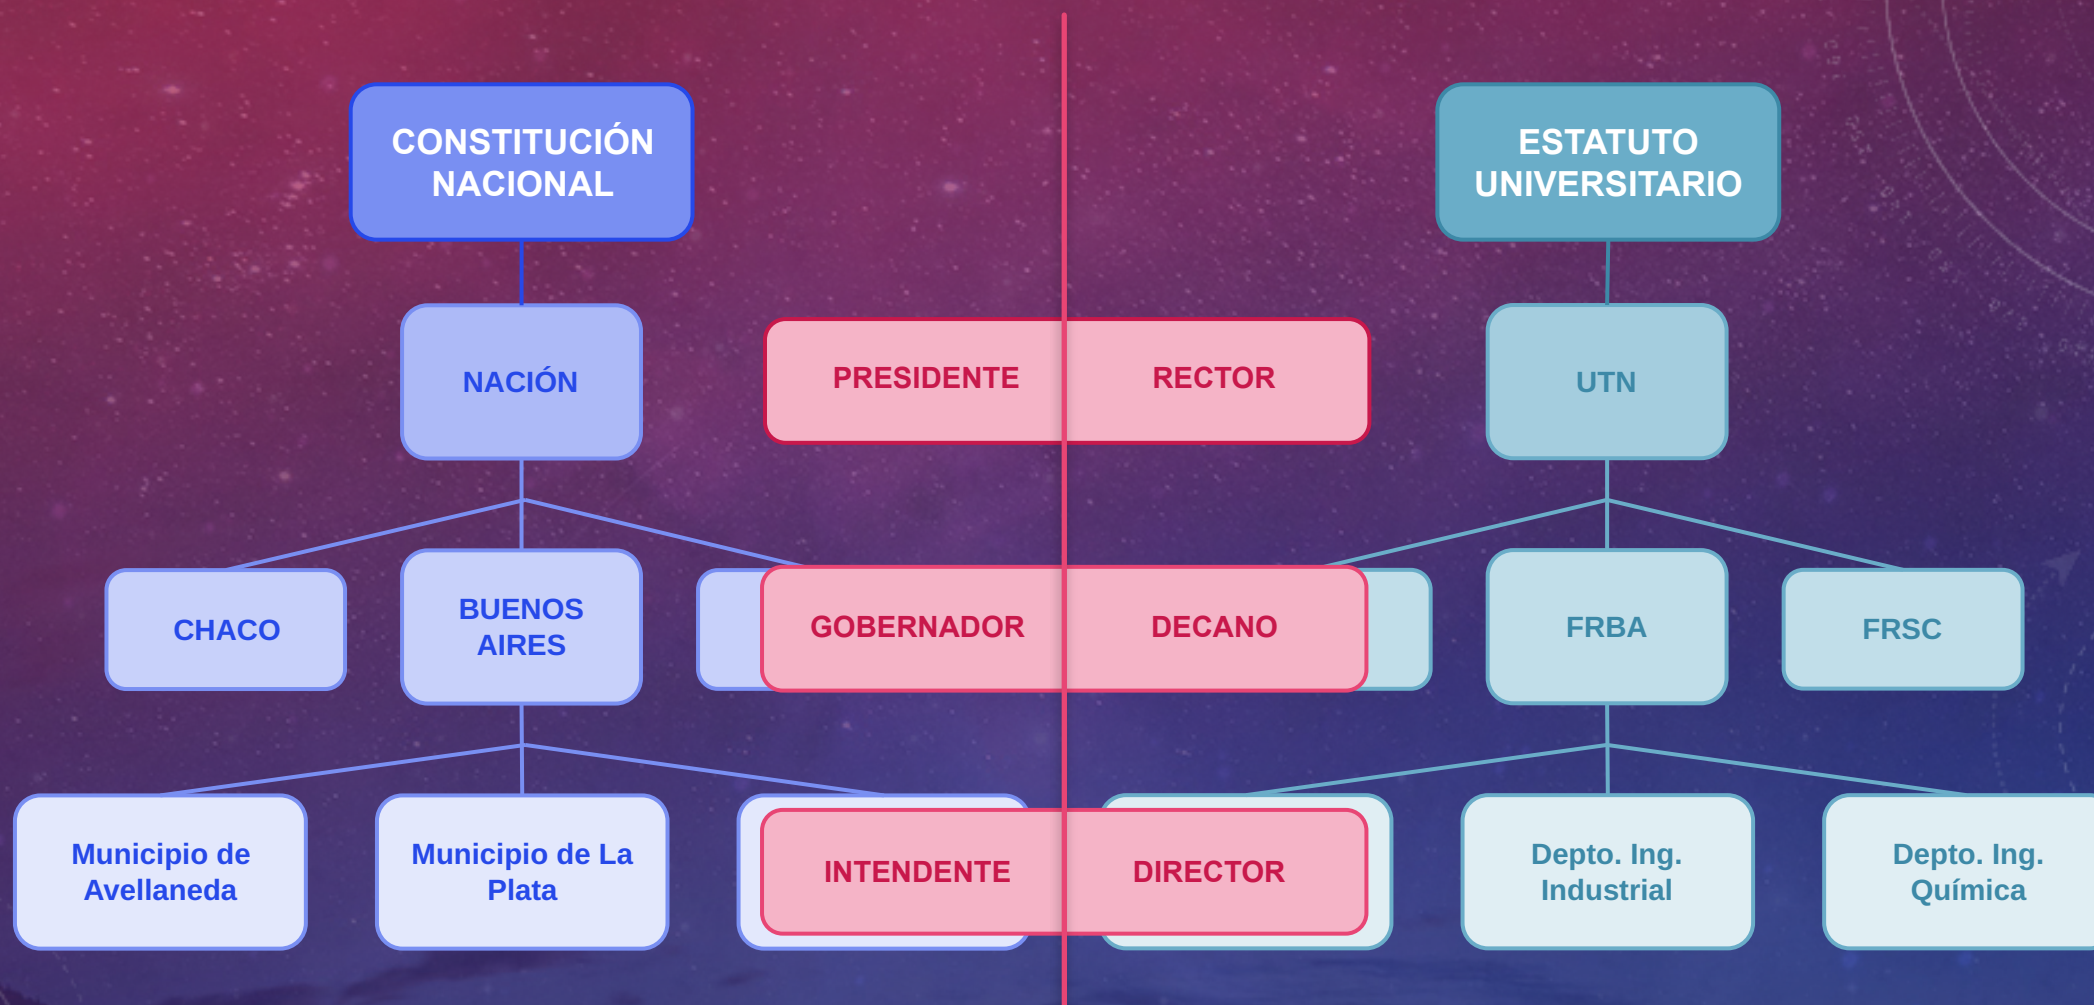 CONSTITUCIÓN
NACIONAL
ESTATUTO
UNIVERSITARIO
NACIÓN
PRESIDENTE
RECTOR
UTN
CHACO
BUENOS
AIRES
GOBERNADOR
DECANO
FRBA
FRSC
Municipio de
Avellaneda
Municipio de La
Plata
INTENDENTE
DIRECTOR
Depto. Ing.
Industrial
Depto. Ing.
Química